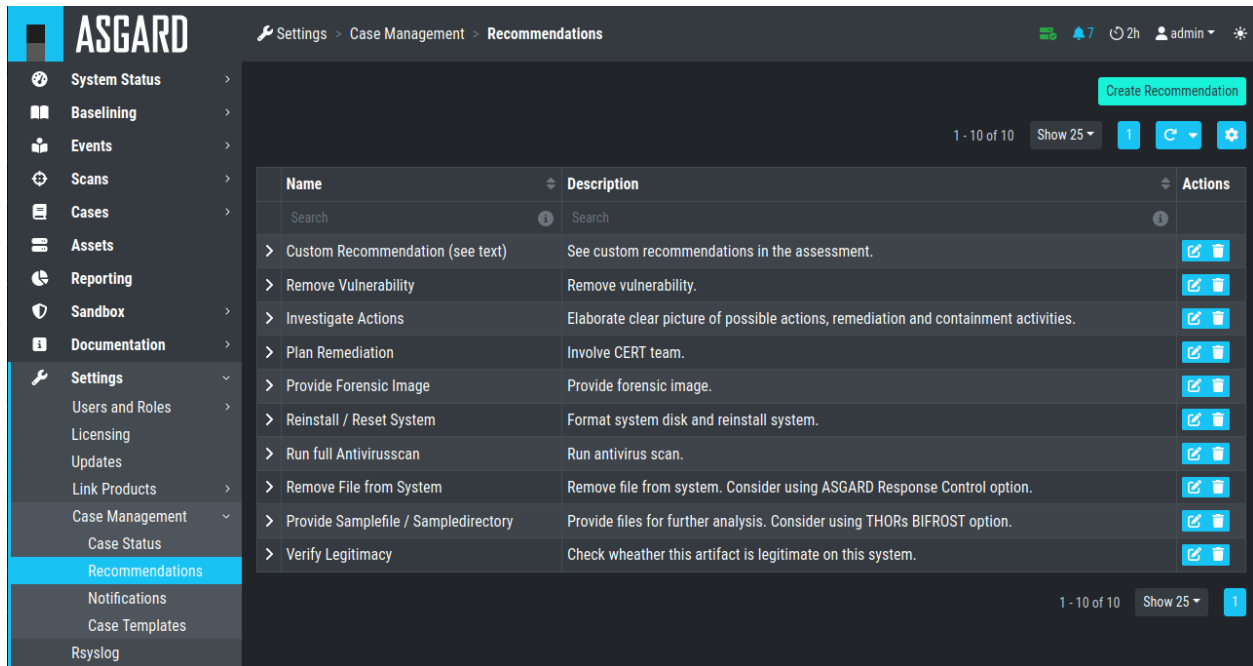 ASGARD
Settings > Case Management > Recommendations
7 2h admin
System Status
Baselining
Events
Scans
Cases
Assets
Reporting
Sandbox
Documentation
Settings
Users and Roles
Licensing
Updates
Link Products
Case Management
Case Status
Recommendations
Notifications
Case Templates
Rsyslog
Create Recommendation
1 - 10 of 10 Show 25 1
Name Description Actions
Search Search
Custom Recommendation (see text) See custom recommendations in the assessment.
Remove Vulnerability Remove vulnerability.
Investigate Actions Elaborate clear picture of possible actions, remediation and containment activities.
Plan Remediation Involve CERT team.
Provide Forensic Image Provide forensic image.
Reinstall / Reset System Format system disk and reinstall system.
Run full Antivirusscan Run antivirus scan.
Remove File from System Remove file from system. Consider using ASGARD Response Control option.
Provide Samplefile / Sampledirectory Provide files for further analysis. Consider using THORs BIFROST option.
Verify Legitimacy Check wheather this artifact is legitimate on this system.
1 - 10 of 10 Show 25 1